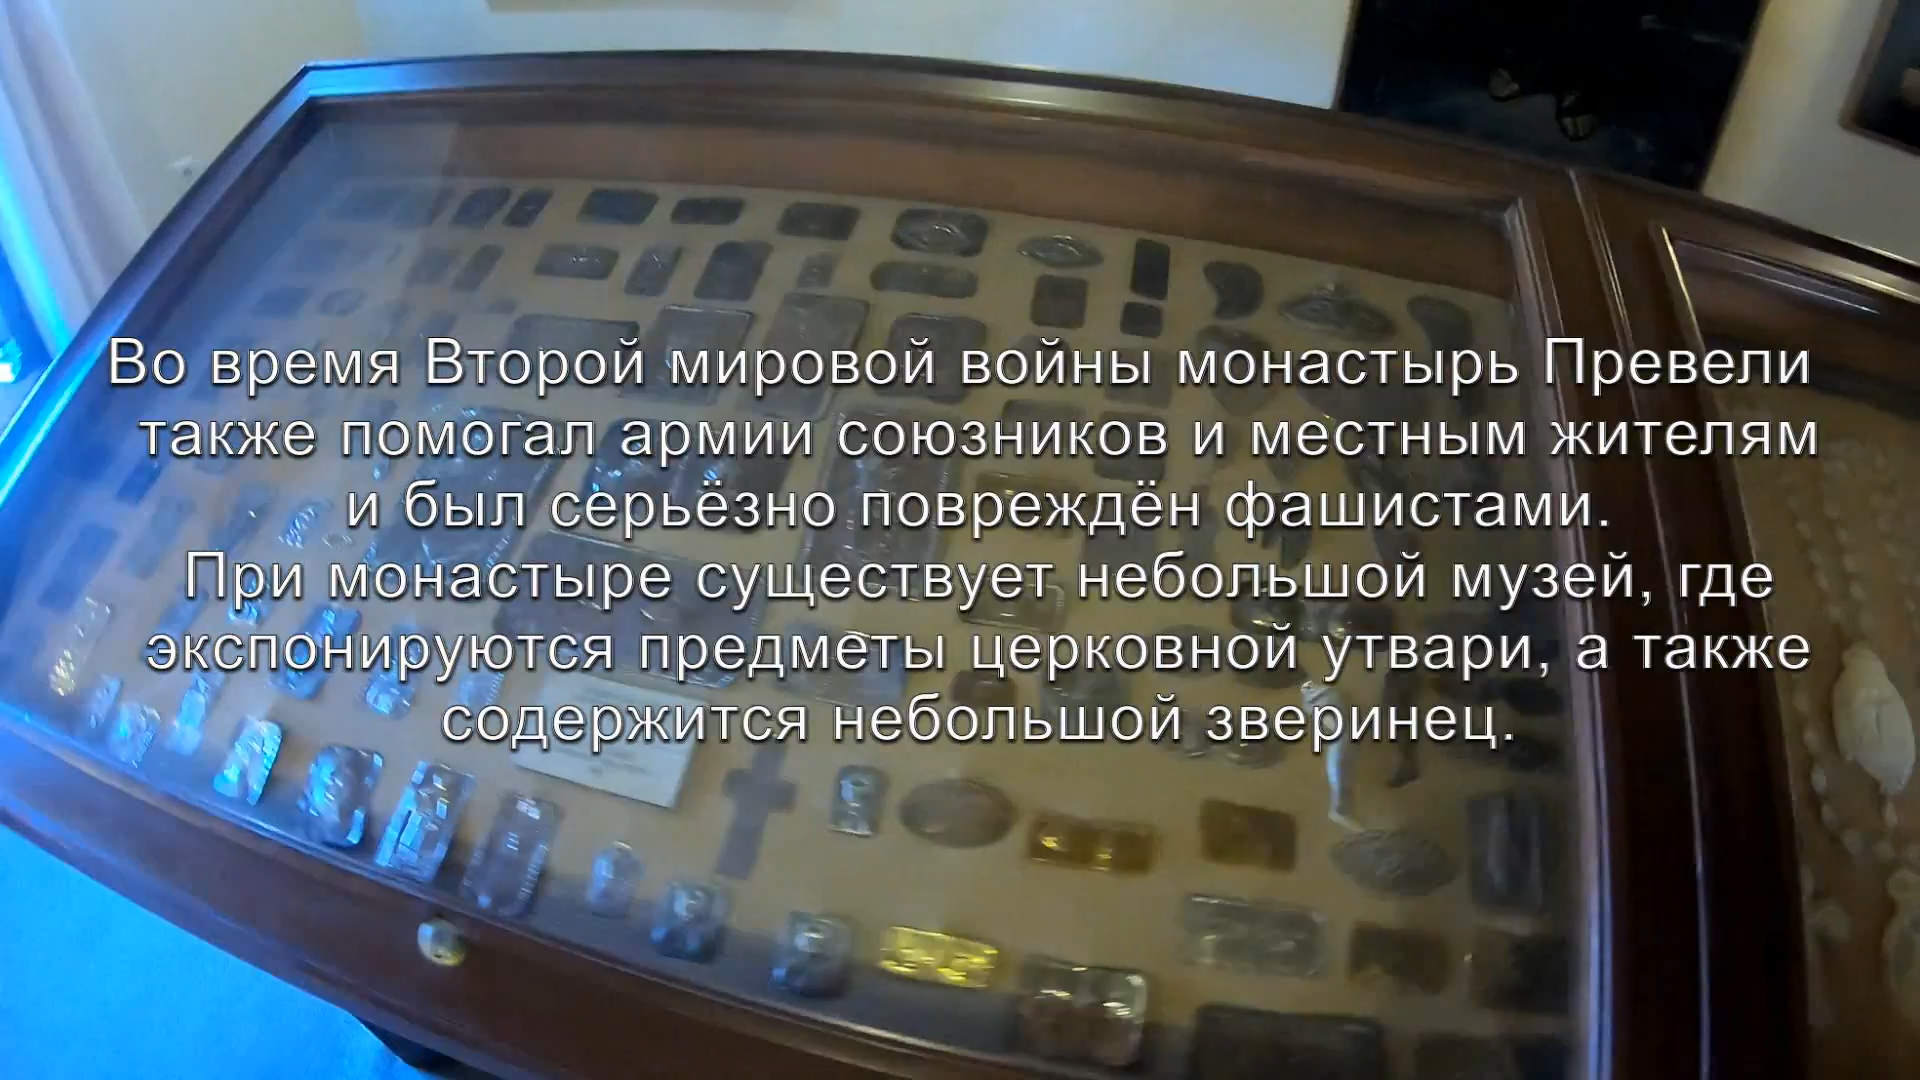 Во время Второй мировой войны монастырь Превели
также помогал армии союзников и местным жителям
и был серьёзно повреждён фашистами.
При монастыре существует небольшой музей, где
экспонируются предметы церковной утвари, а также
содержится небольшой зверинец.